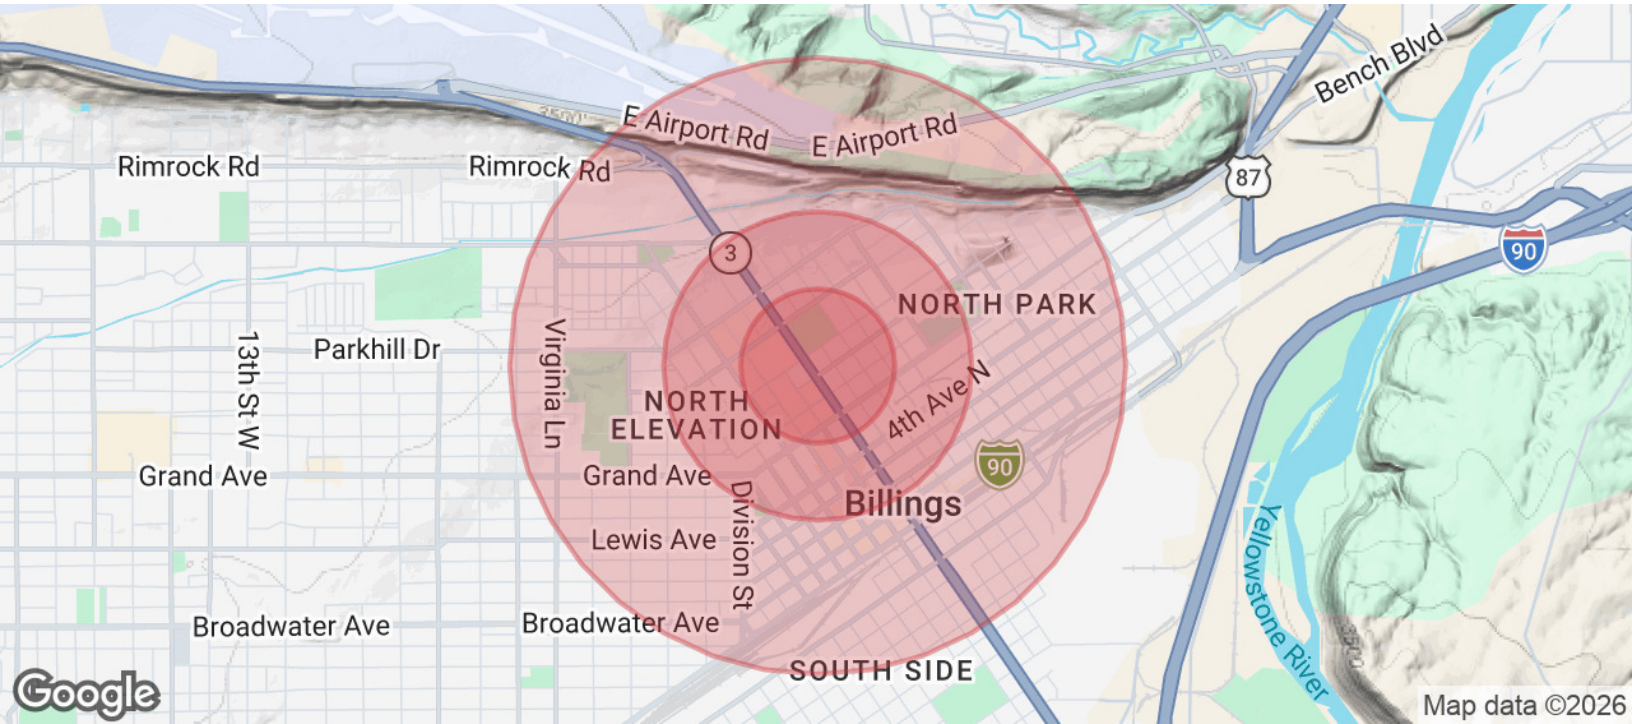 Bench Blvd
3500'
E Airport Rd
E Airport Rd
Rimrock Rd
Rimrock Rd
87
3
90
NORTH PARK
13th St W
Parkhill Dr
Virginia Ln
NORTH
ELEVATION
4th Ave N
Grand Ave
Grand Ave
90
Division St
Billings
Lewis Ave
Yellowstone River
Broadwater Ave
Broadwater Ave
3500
SOUTH SIDE
Google
Map data ©2026